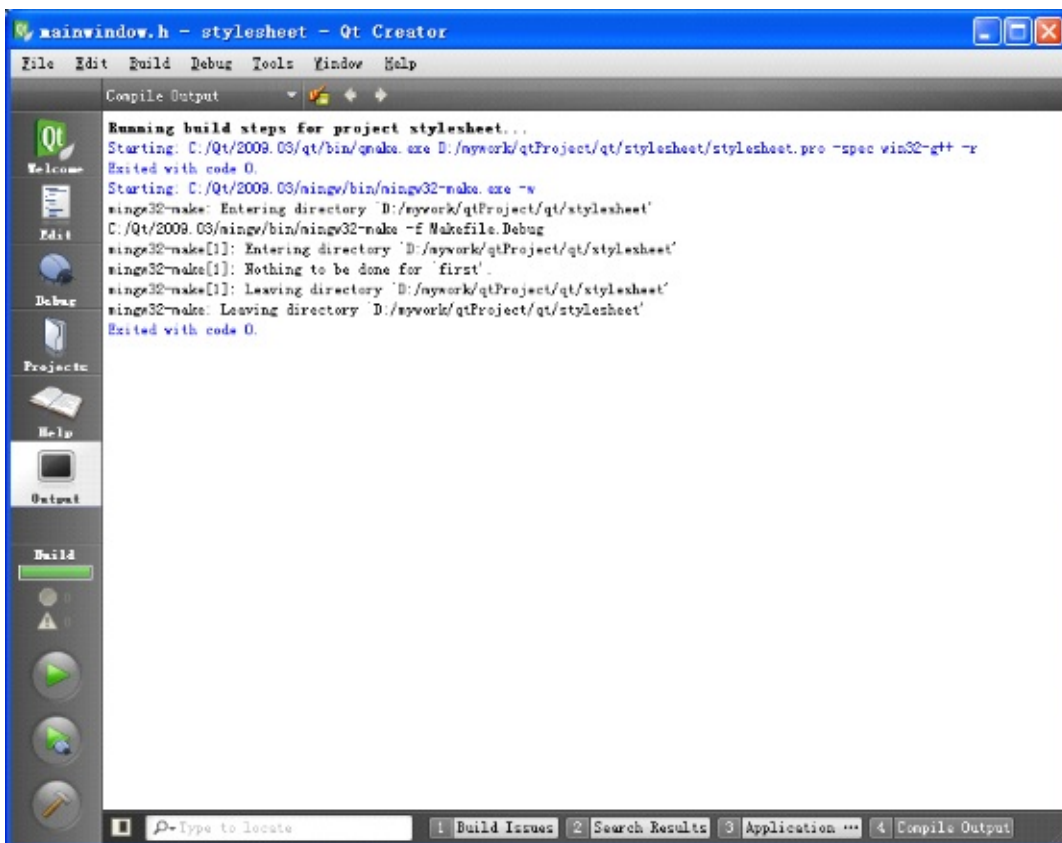 mainwindow.h - stylesheet - Qt Creator
File Edit Build Debug Tools Window Help
Compile Output
Qt
Welcome
Edit
Debug
Projects
Help
Output
Build
0
0
Running build steps for project stylesheet...
Starting: C:/Qt/2009.03/qt/bin/qmake.exe D:/mywork/qtProject/qt/stylesheet/stylesheet.pro -spec win32-g++ -r
Exited with code 0.
Starting: C:/Qt/2009.03/mingw/bin/mingw32-make.exe -w
mingw32-make: Entering directory `D:/mywork/qtProject/qt/stylesheet'
C:/Qt/2009.03/mingw/bin/mingw32-make -f Makefile.Debug
mingw32-make[1]: Entering directory `D:/mywork/qtProject/qt/stylesheet'
mingw32-make[1]: Nothing to be done for `first'.
mingw32-make[1]: Leaving directory `D:/mywork/qtProject/qt/stylesheet'
mingw32-make: Leaving directory `D:/mywork/qtProject/qt/stylesheet'
Exited with code 0.
Type to locate 1 Build Issues 2 Search Results 3 Application ... 4 Compile Output